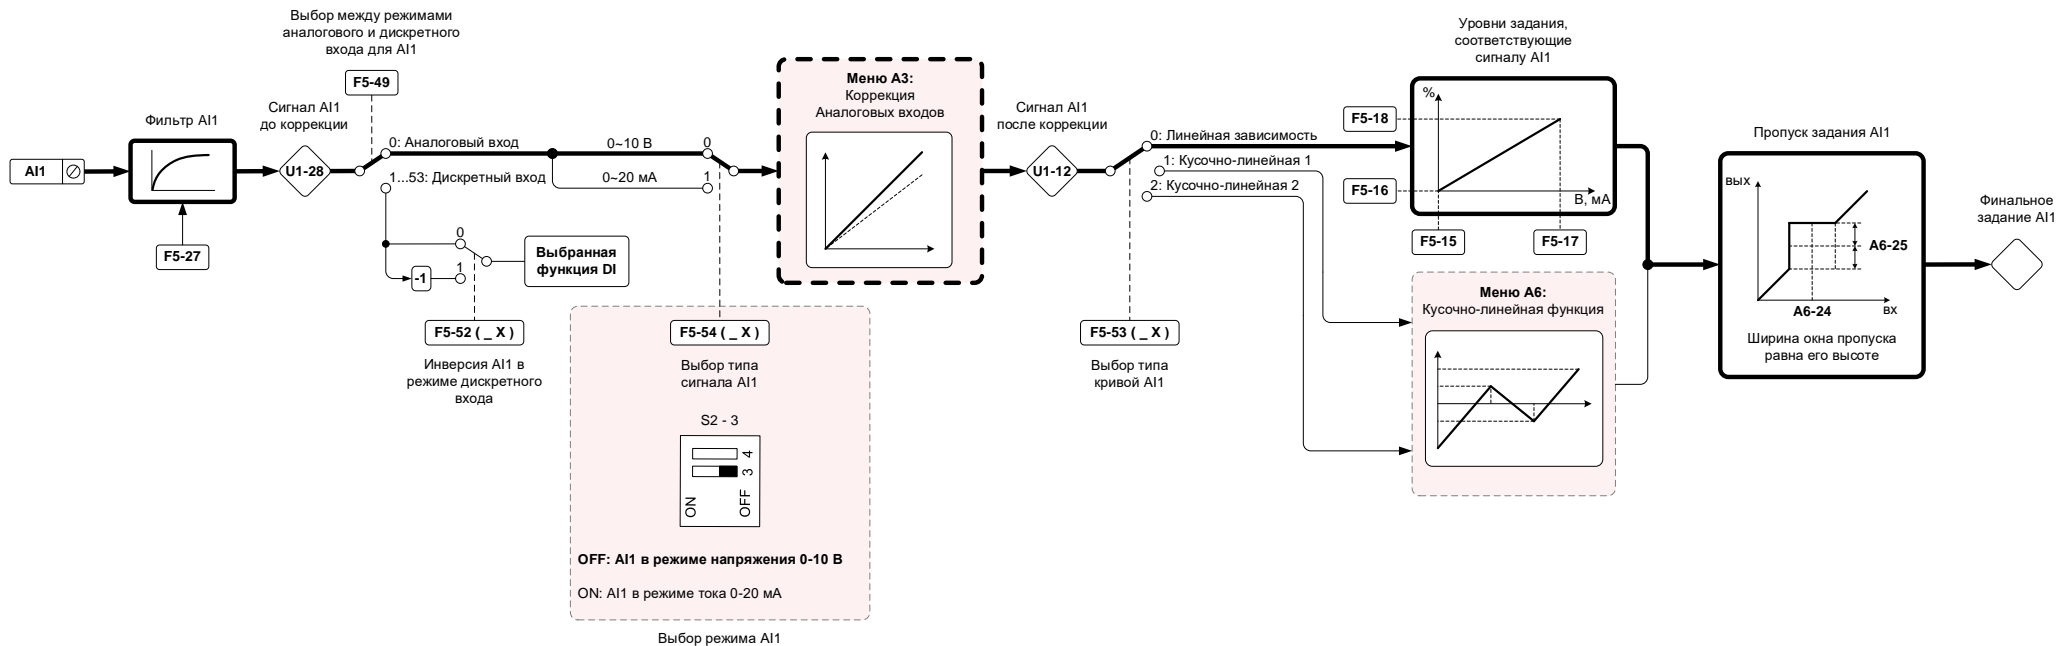 Выбор между режимами
аналогового и дискретного
входа для AI1
F5-49
Сигнал AI1
до коррекции
Фильтр AI1
AI1
F5-27
U1-28
0: Аналоговый вход
1...53: Дискретный вход
0~10 В
0~20 мА
0
1
0
1
-1
Выбранная
функция DI
F5-52 ( _ X )
Инверсия AI1 в
режиме дискретного
входа
F5-54 ( _ X )
Выбор типа
сигнала AI1
S2 - 3
4
3
ON
OFF
OFF: AI1 в режиме напряжения 0-10 В
ON: AI1 в режиме тока 0-20 мА
Выбор режима AI1
Меню A3:
Коррекция
Аналоговых входов
Сигнал AI1
после коррекции
U1-12
0: Линейная зависимость
1: Кусочно-линейная 1
2: Кусочно-линейная 2
F5-53 ( _ X )
Выбор типа
кривой AI1
Уровни задания,
соответствующие
сигналу AI1
%
В, мА
F5-18
F5-16
F5-15
F5-17
Меню A6:
Кусочно-линейная функция
Пропуск задания AI1
вых
A6-25
A6-24
вх
Ширина окна пропуска
равна его высоте
Финальное
задание AI1